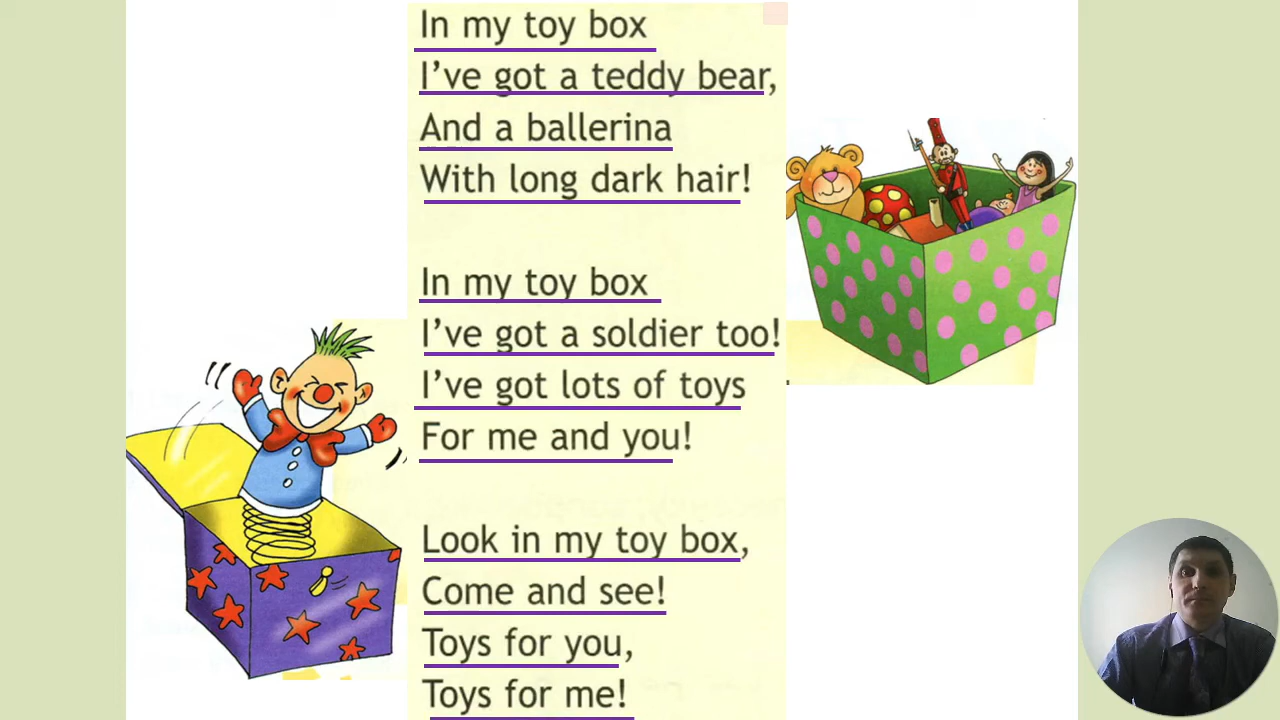 In my toy box
I've got a teddy bear,
And a ballerina
With long dark hair!
In my toy box
I've got a soldier too!
I've got lots of toys
For me and you!
Look in my toy box,
Come and see!
Toys for you,
Toys for me!